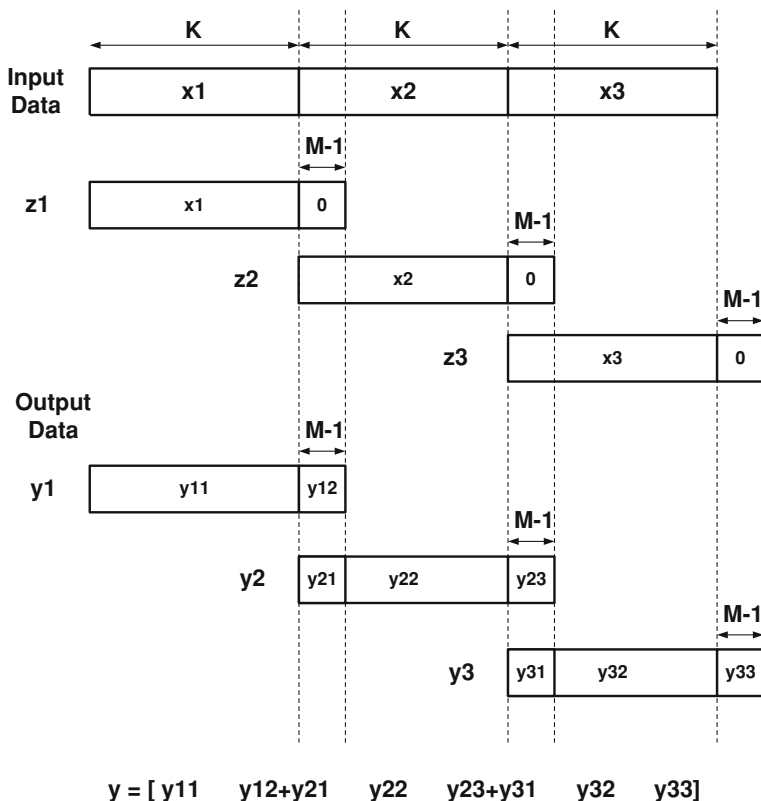 K K K
Input Data x1 x2 x3
M-1
z1 x1 0
M-1
z2 x2 0
M-1
z3 x3 0
Output Data
M-1
y1 y11 y12
M-1
y2 y21 y22 y23
M-1
y3 y31 y32 y33
y = [ y11 y12+y21 y22 y23+y31 y32 y33]